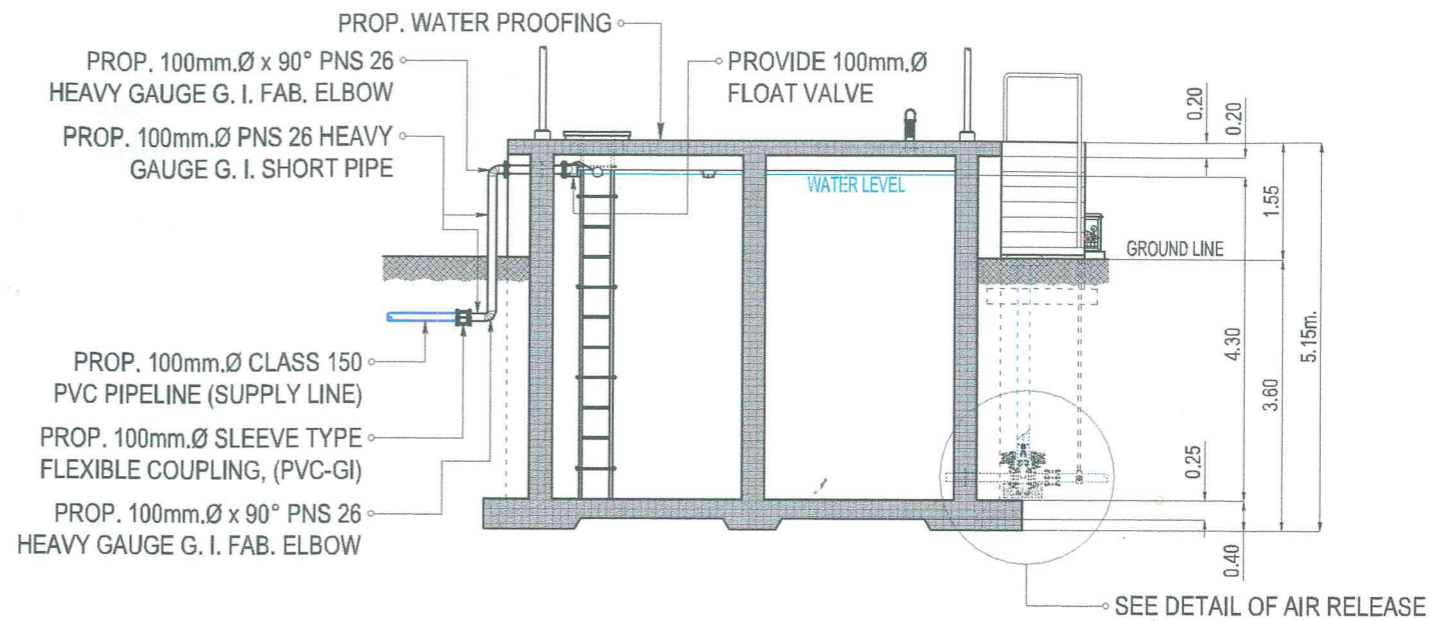 PROP. WATER PROOFING
PROP. 100mm.Ø x 90° PNS 26
HEAVY GAUGE G. I. FAB. ELBOW
PROP. 100mm.Ø PNS 26 HEAVY
GAUGE G. I. SHORT PIPE
PROVIDE 100mm.Ø
FLOAT VALVE
WATER LEVEL
0.20
0.20
1.55
GROUND LINE
4.30
5.15m.
3.60
0.25
0.40
PROP. 100mm.Ø CLASS 150
PVC PIPELINE (SUPPLY LINE)
PROP. 100mm.Ø SLEEVE TYPE
FLEXIBLE COUPLING, (PVC-GI)
PROP. 100mm.Ø x 90° PNS 26
HEAVY GAUGE G. I. FAB. ELBOW
SEE DETAIL OF AIR RELEASE